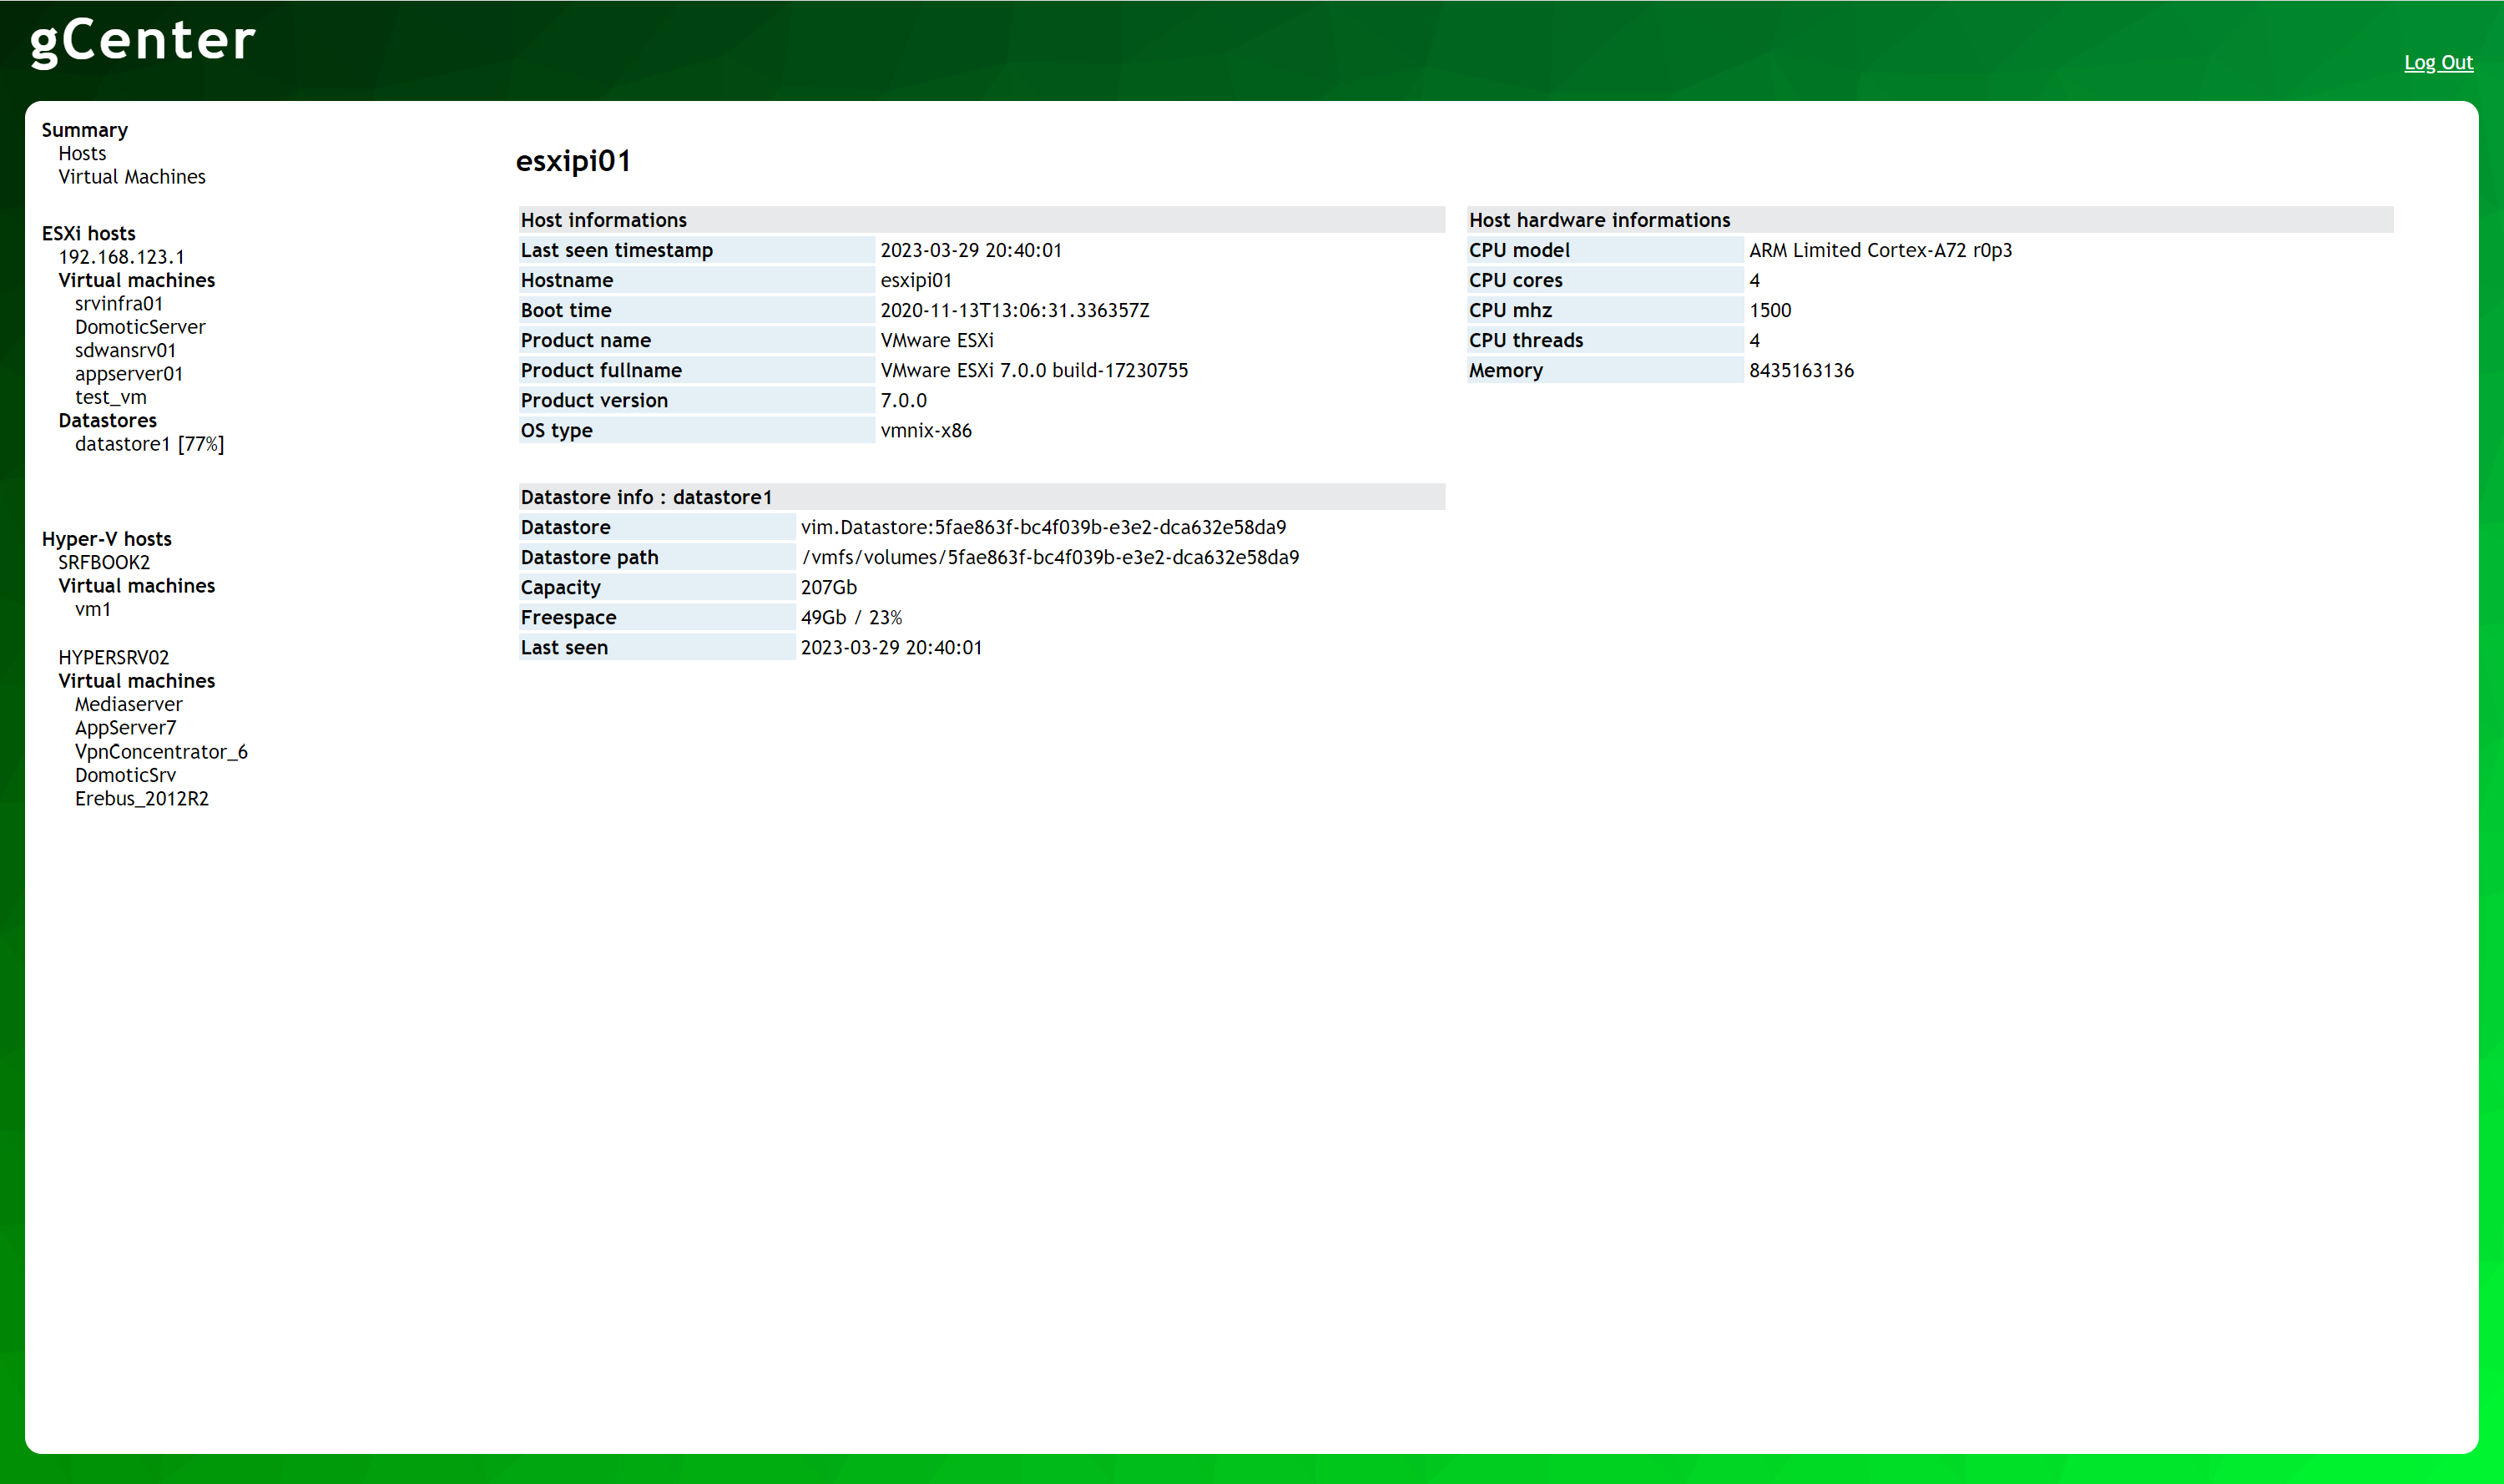 gCenter
Log Out
Summary
Hosts
Virtual Machines
ESXi hosts
192.168.123.1
Virtual machines
srvinfra01
DomoticServer
sdwansrv01
appserver01
test_vm
Datastores
datastore1 [77%]
Hyper-V hosts
SRFBOOK2
Virtual machines
vm1
HYPERSRV02
Virtual machines
Mediaserver
AppServer7
VpnConcentrator_6
DomoticSrv
Erebus_2012R2
esxipi01
Host informations
Last seen timestamp 2023-03-29 20:40:01
Hostname esxipi01
Boot time 2020-11-13T13:06:31.336357Z
Product name VMware ESXi
Product fullname VMware ESXi 7.0.0 build-17230755
Product version 7.0.0
OS type vmnix-x86
Host hardware informations
CPU model ARM Limited Cortex-A72 r0p3
CPU cores 4
CPU mhz 1500
CPU threads 4
Memory 8435163136
Datastore info : datastore1
Datastore vim.Datastore:5fae863f-bc4f039b-e3e2-dca632e58da9
Datastore path /vmfs/volumes/5fae863f-bc4f039b-e3e2-dca632e58da9
Capacity 207Gb
Freespace 49Gb / 23%
Last seen 2023-03-29 20:40:01